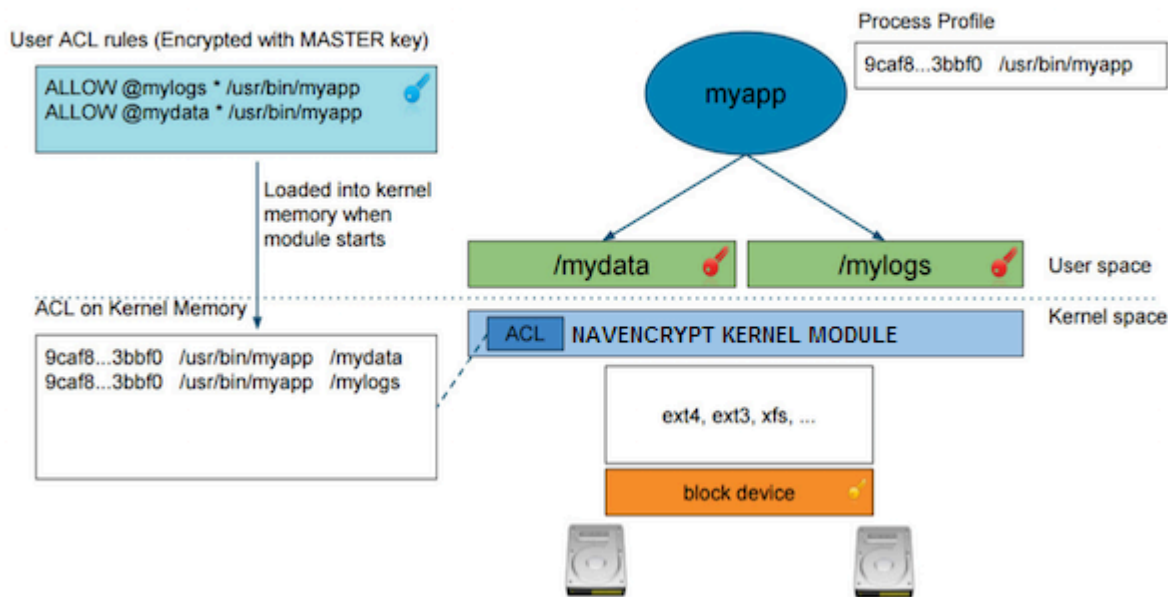 User ACL rules (Encrypted with MASTER key)
ALLOW @mylogs * /usr/bin/myapp
ALLOW @mydata * /usr/bin/myapp
Loaded into kernel
memory when
module starts
ACL on Kernel Memory
9caf8...3bbf0 /usr/bin/myapp /mydata
9caf8...3bbf0 /usr/bin/myapp /mylogs
myapp
Process Profile
9caf8...3bbf0 /usr/bin/myapp
/mydata
/mylogs
User space
Kernel space
ACL NAVENCRYPT KERNEL MODULE
ext4, ext3, xfs, ...
block device